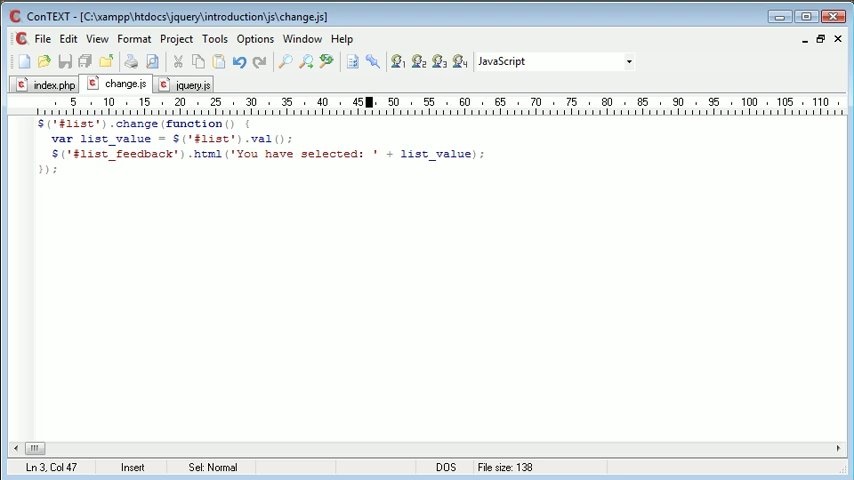 ConTEXT - [C:\xampp\htdocs\jquery\introduction\js\change.js]
File Edit View Format Project Tools Options Window Help
JavaScript
index.php change.js jquery.js
5 10 15 20 25 30 35 40 45 50 55 60 65 70 75 80 85 90 95 100 105 110
$('#list').change(function() {
var list_value = $('#list').val();
$('#list_feedback').html('You have selected: ' + list_value);
});
Ln 3, Col 47 Insert Sel: Normal DOS File size: 138